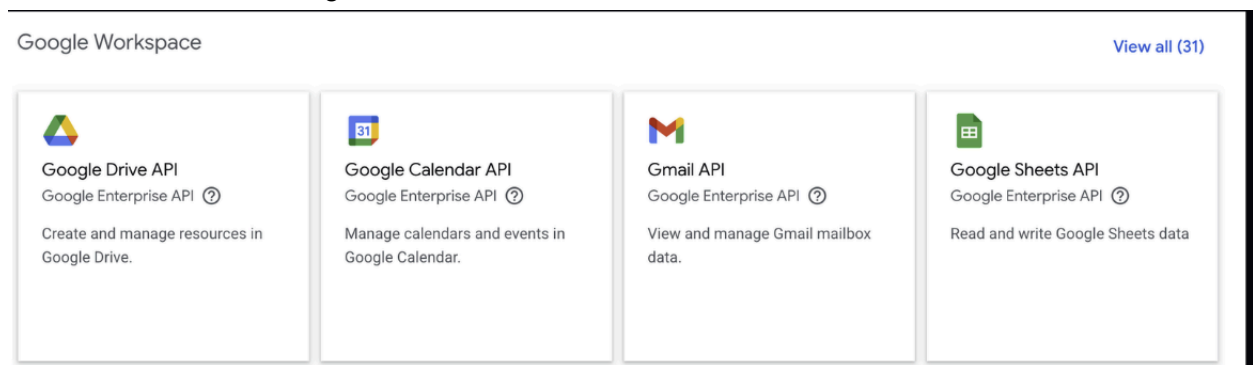 Google Workspace
View all (31)
31
Google Drive API
Google Enterprise API
Create and manage resources in
Google Drive.
Google Calendar API
Google Enterprise API
Manage calendars and events in
Google Calendar.
Gmail API
Google Enterprise API
View and manage Gmail mailbox
data.
Google Sheets API
Google Enterprise API
Read and write Google Sheets data